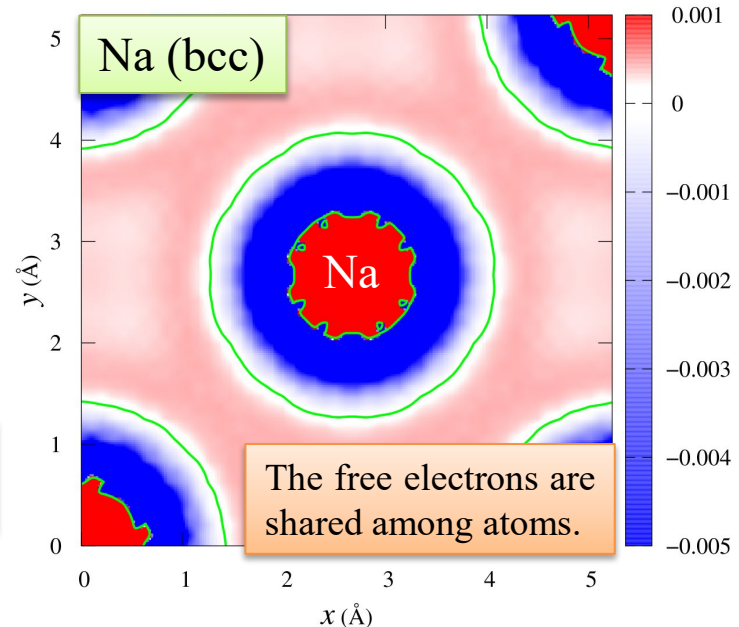 Na (bcc)
Na
The free electrons are
shared among atoms.
5
4
3
2
1
0
y (Å)
0 1 2 3 4 5
x (Å)
0.001
0
−0.001
−0.002
−0.003
−0.004
−0.005